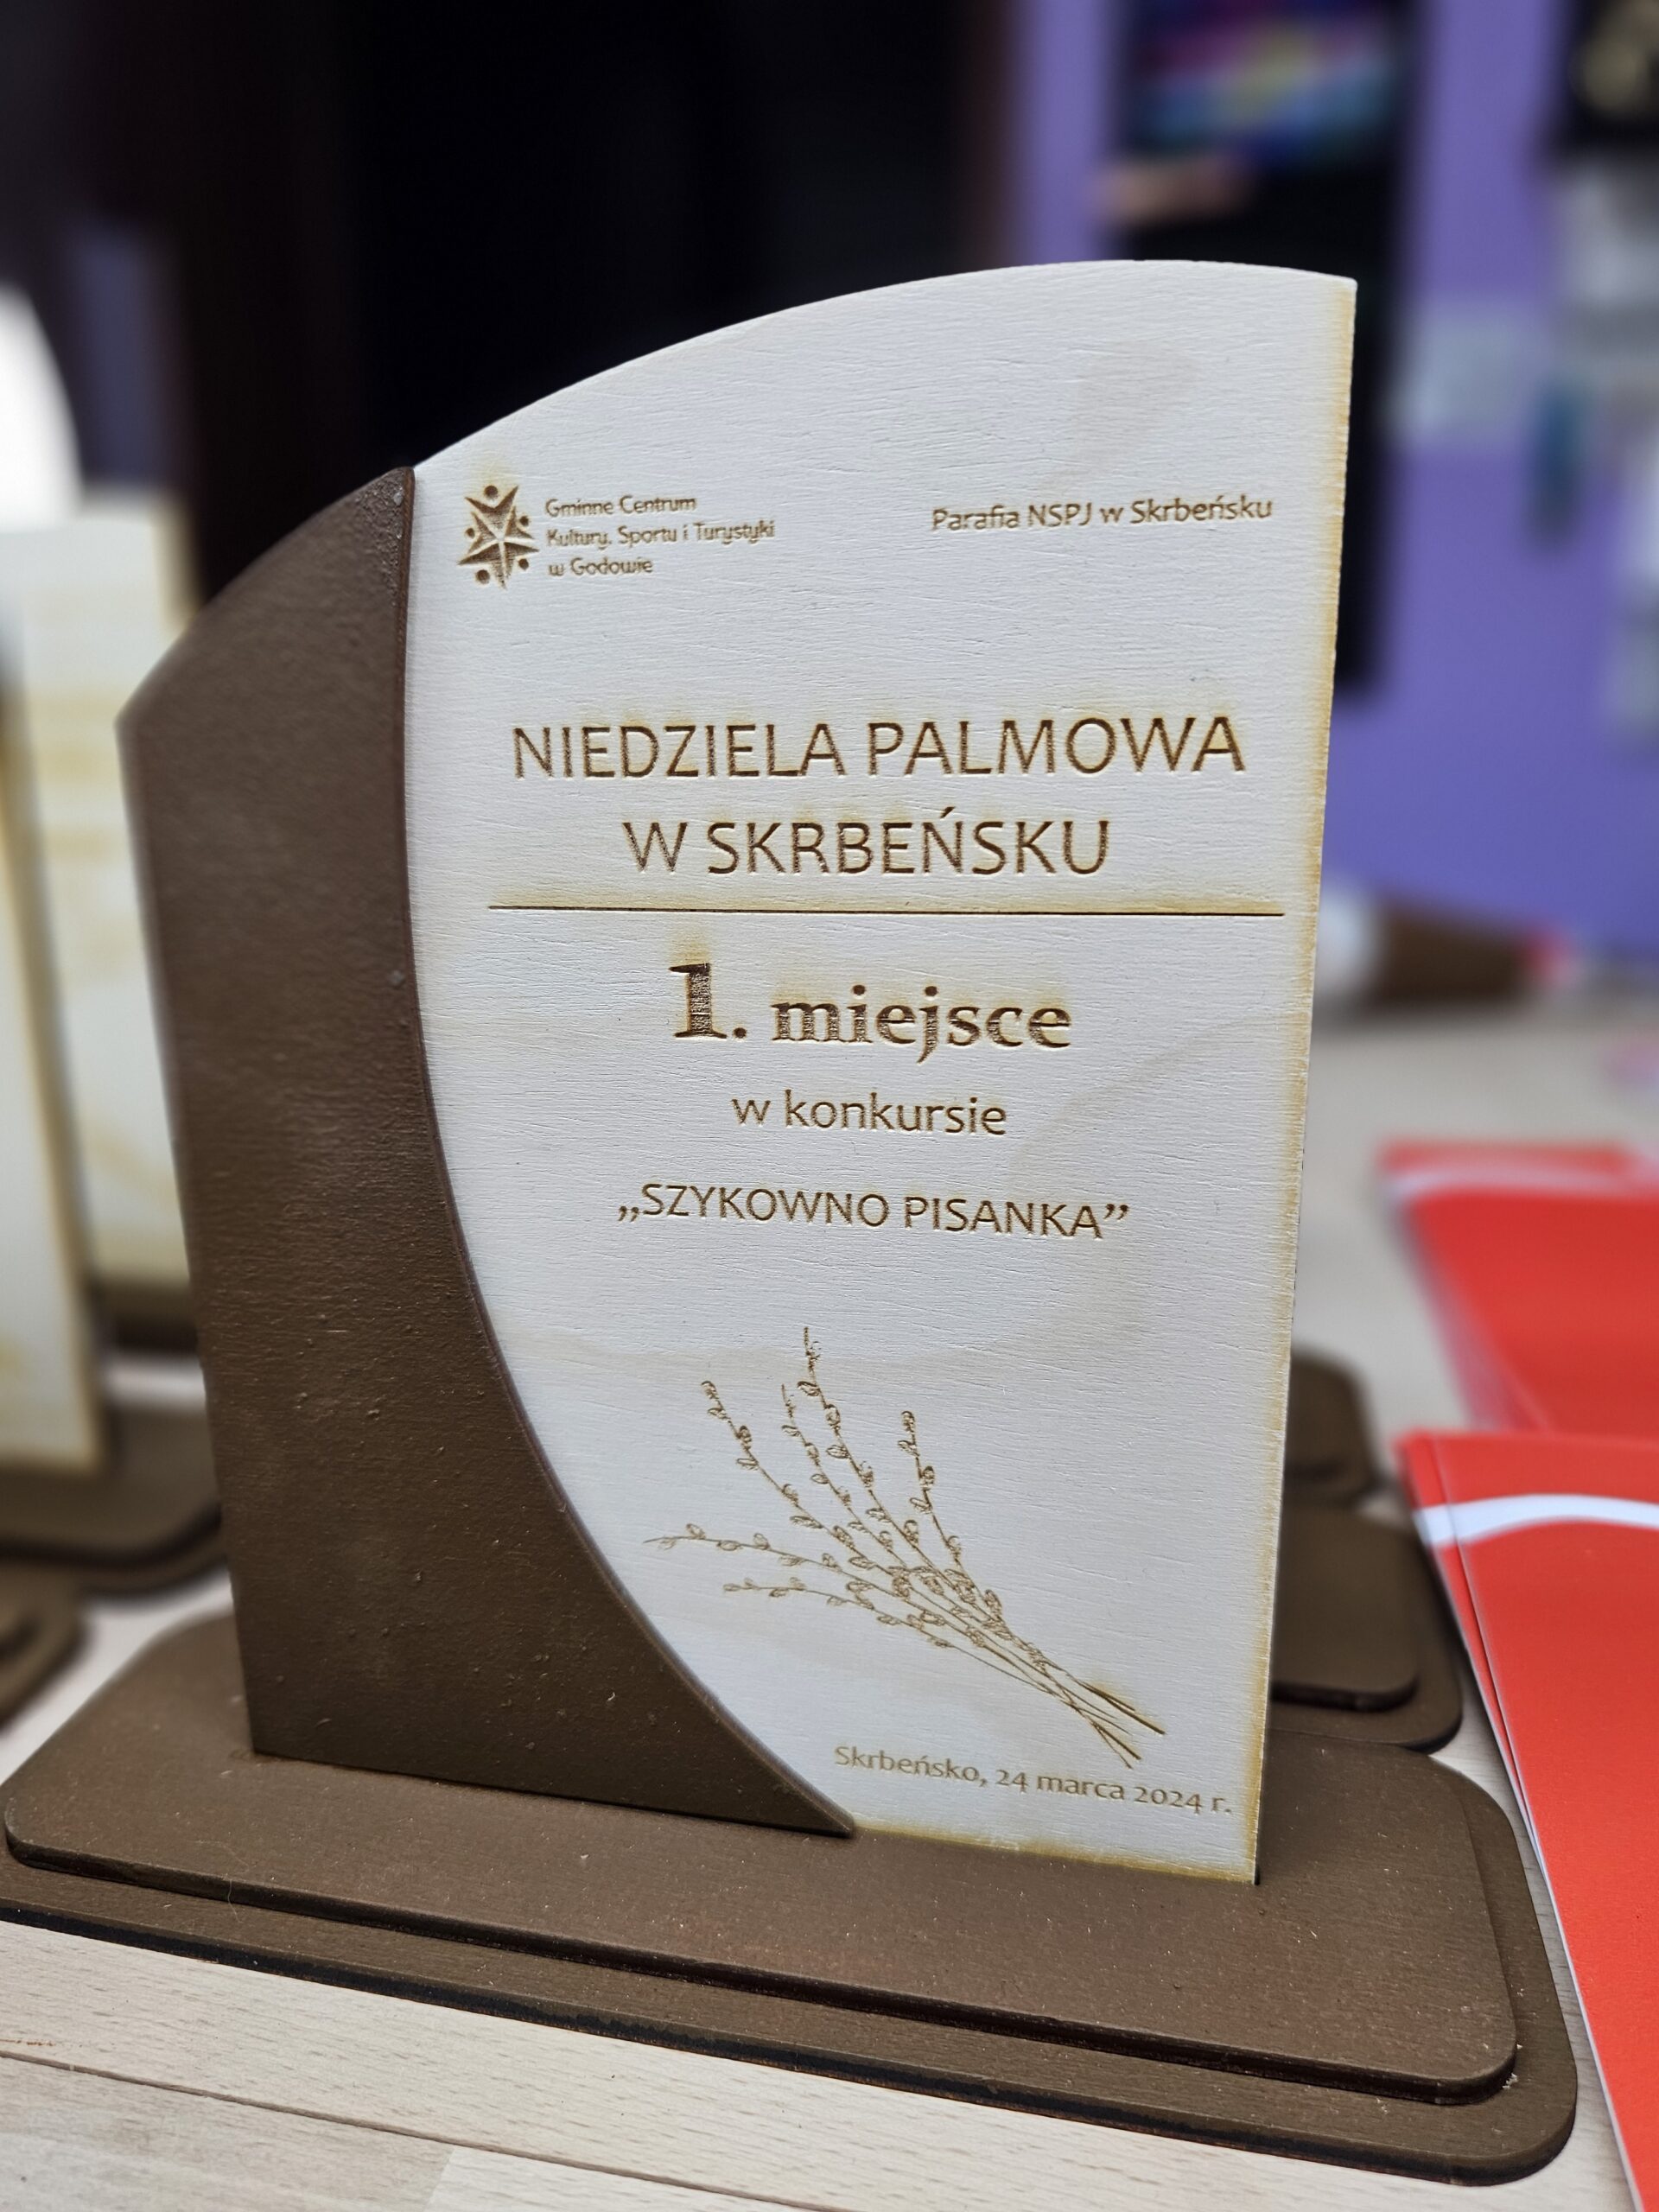 Gminne Centrum
Kultury, Sportu i Turystyki
w Godowie
Parafia NSPJ w Skrbeńsku
NIEDZIELA PALMOWA
W SKRBEŃSKU
1. miejsce
w konkursie
„SZYKOWNO PISANKA”
Skrbeńsko, 24 marca 2024 r.